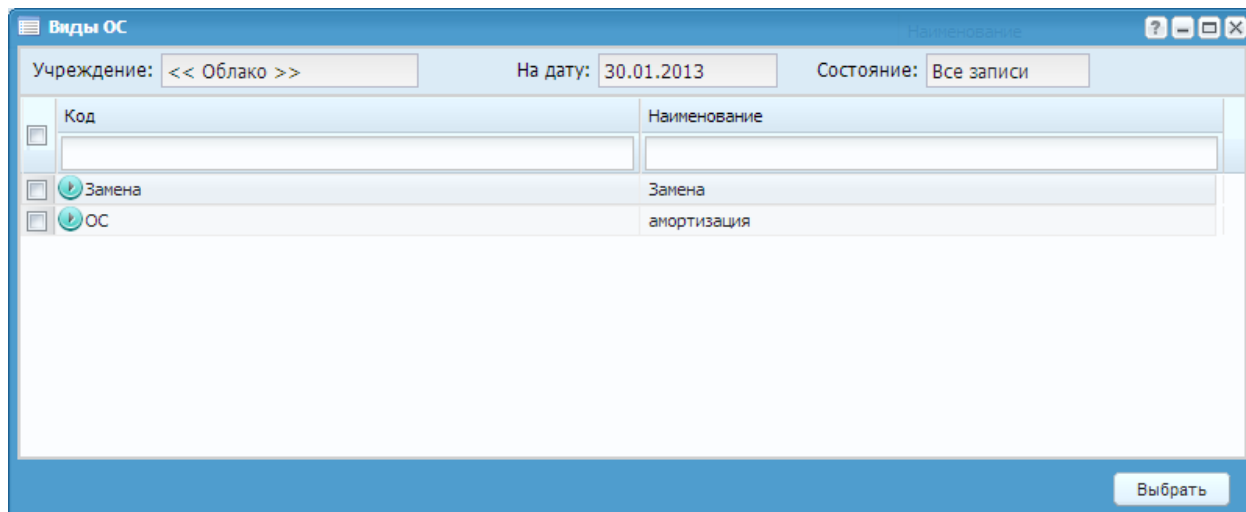 Виды ОС
Наименование
Учреждение: << Облако >> На дату: 30.01.2013 Состояние: Все записи
Код Наименование
Замена Замена
ОС амортизация
Выбрать